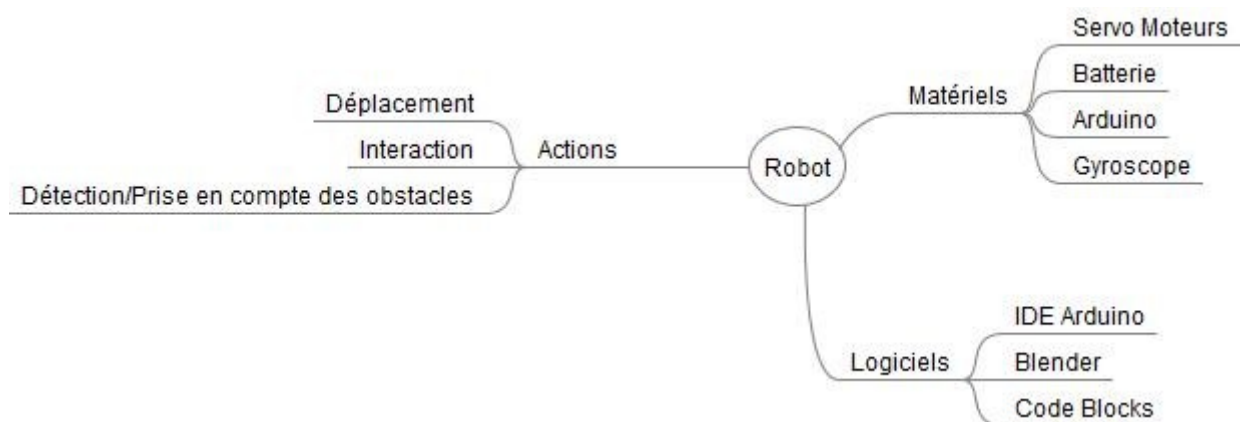 Déplacement
Interaction
Détection/Prise en compte des obstacles
Actions
Robot
Matériels
Servo Moteurs
Batterie
Arduino
Gyroscope
Logiciels
IDE Arduino
Blender
Code Blocks